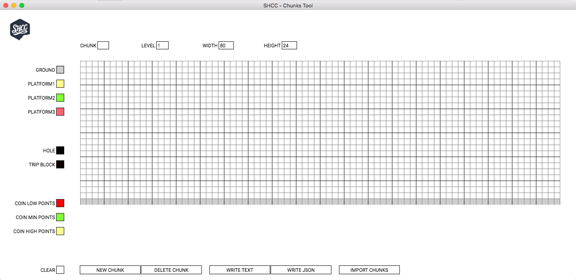 SHCC - Chunks Tool
SHCC
CHUNK
LEVEL 1
WIDTH 80
HEIGHT 24
GROUND
PLATFORM1
PLATFORM2
PLATFORM3
HOLE
TRIP BLOCK
COIN LOW POINTS
COIN MIN POINTS
COIN HIGH POINTS
CLEAR
NEW CHUNK
DELETE CHUNK
WRITE TEXT
WRITE JSON
IMPORT CHUNKS